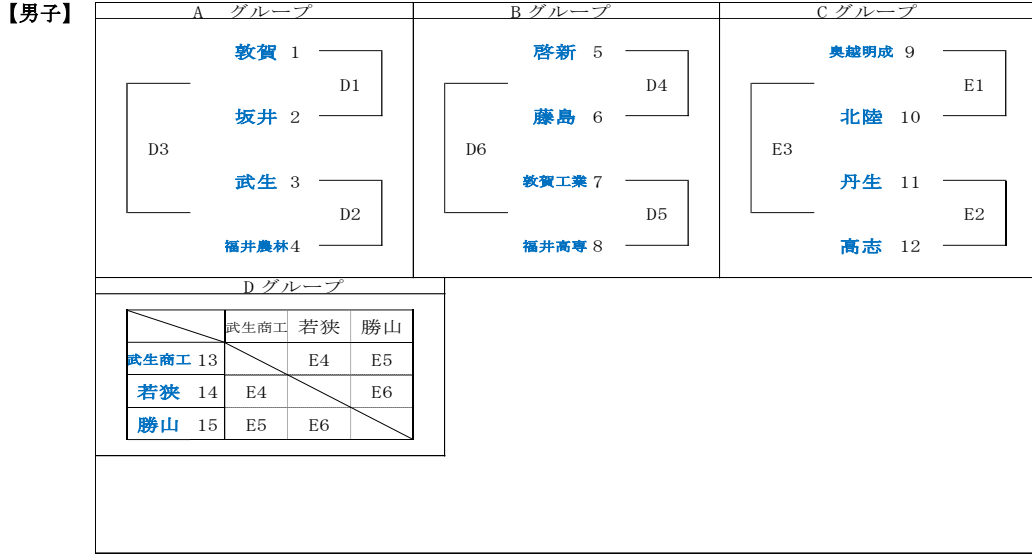 【男子】
A グループ
B グループ
C グループ
敦賀 1
D1
坂井 2
D3
武生 3
D2
福井農林4
啓新 5
D4
藤島 6
D6
敦賀工業 7
D5
福井高専 8
奥越明成 9
E1
北陸 10
E3
丹生 11
E2
高志 12
D グループ
武生商工 若狭 勝山
武生商工 13 E4 E5
若狭 14 E4 E6
勝山 15 E5 E6